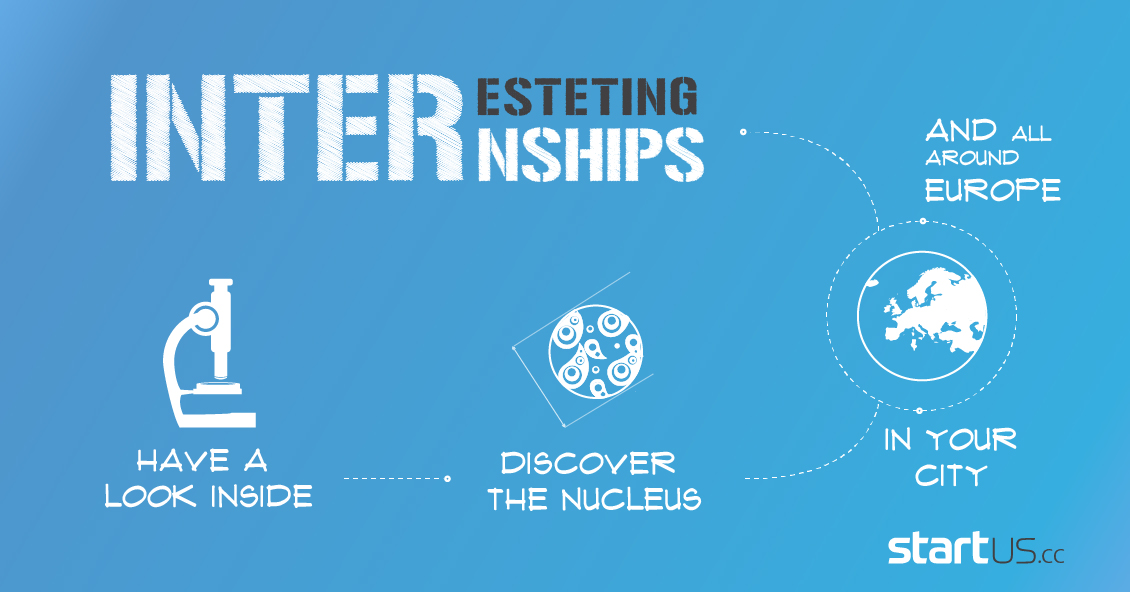 INTER
ESTETING
NSHIPS
AND ALL
AROUND
EUROPE
HAVE A
LOOK INSIDE
DISCOVER
THE NUCLEUS
IN YOUR
CITY
startUS.cc